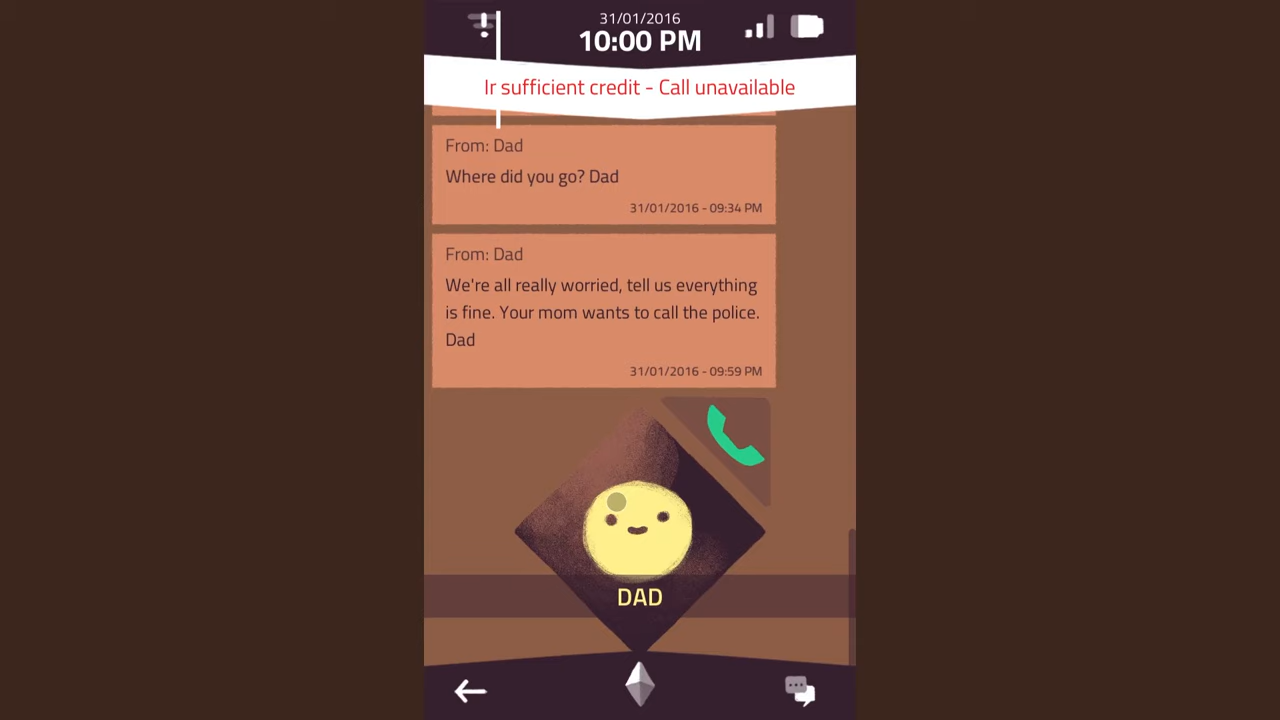 31/01/2016
10:00 PM
Ir sufficient credit - Call unavailable
From: Dad
Where did you go? Dad
31/01/2016 - 09:34 PM
From: Dad
We're all really worried, tell us everything
is fine. Your mom wants to call the police.
Dad
31/01/2016 - 09:59 PM
DAD